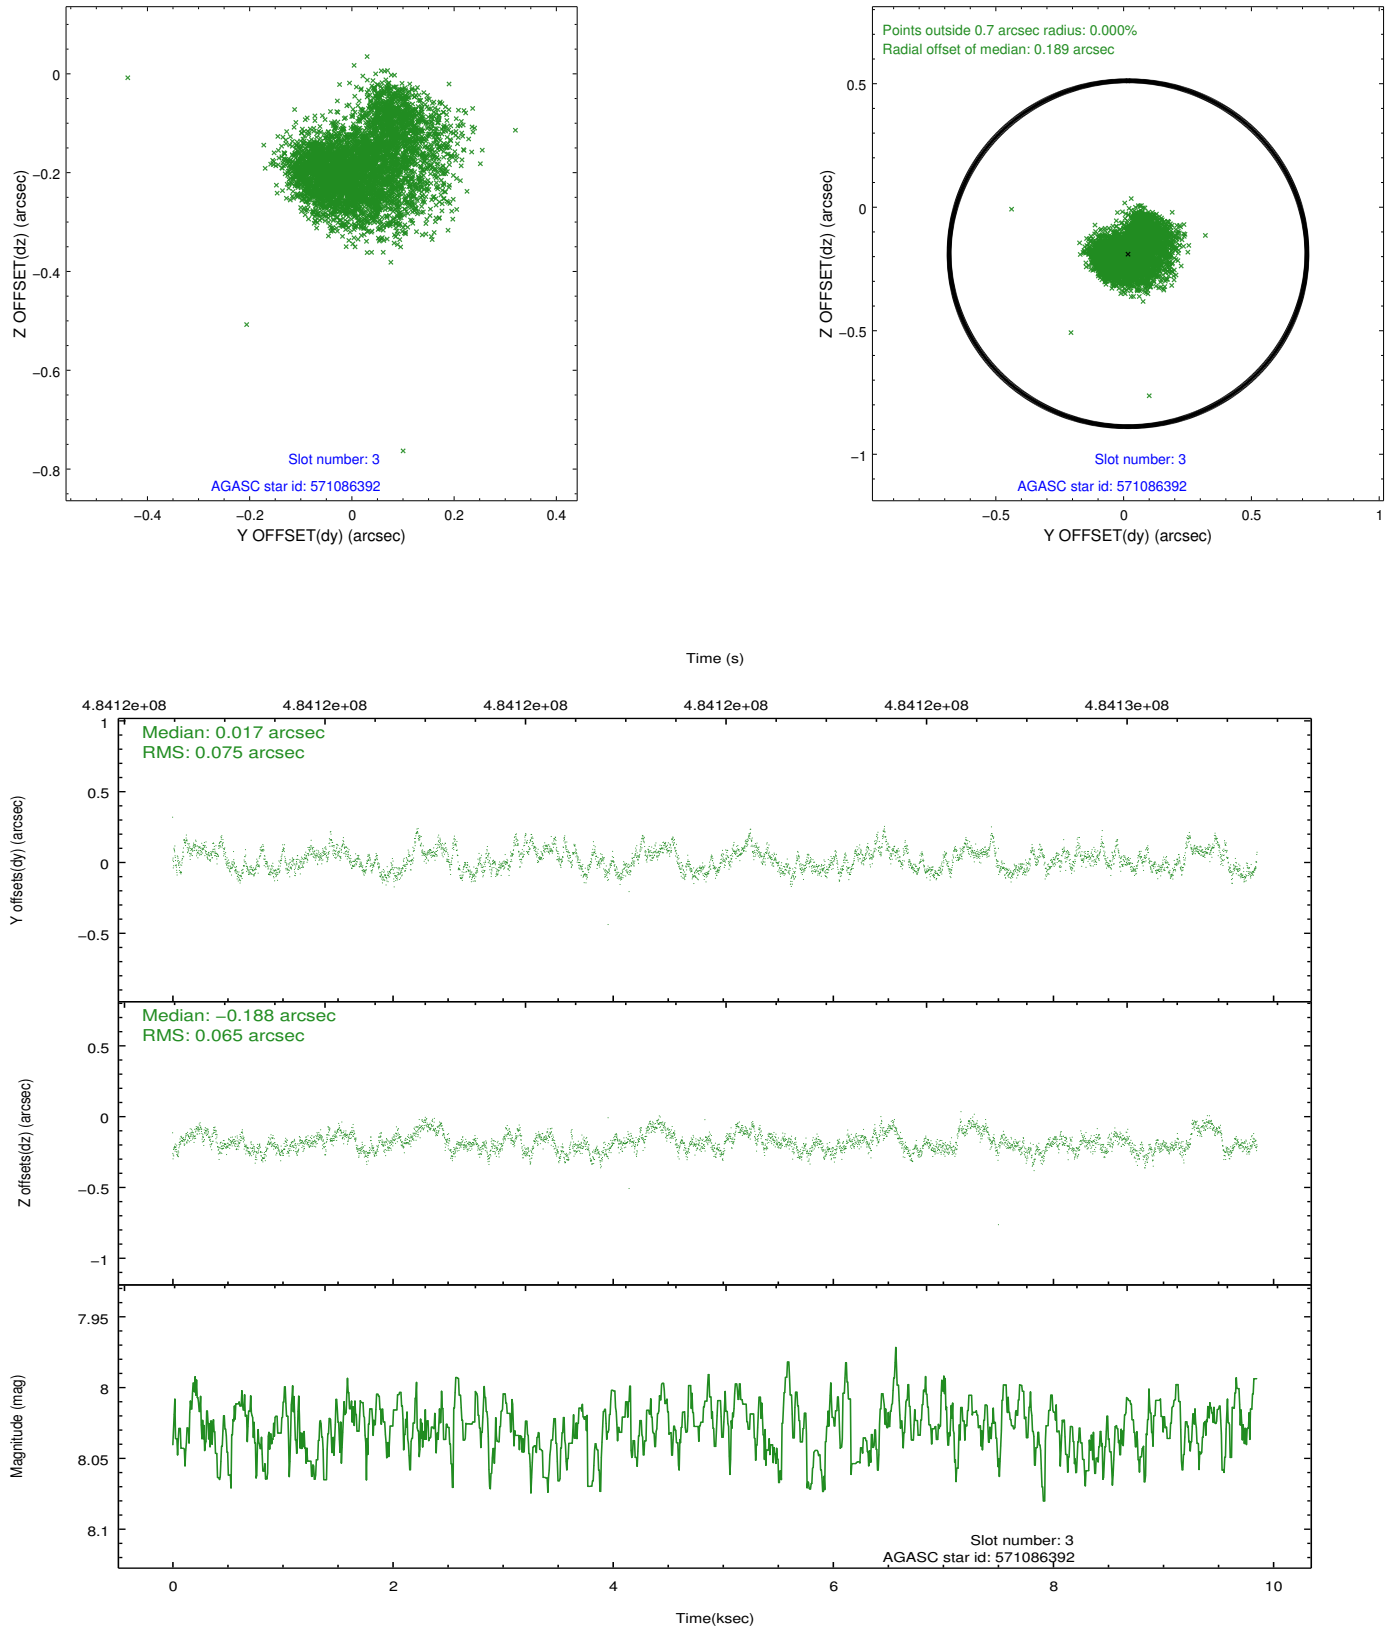 0
−0.2
−0.4
−0.6
−0.8
Z OFFSET(dz) (arcsec)
Slot number: 3
AGASC star id: 571086392
−0.4 −0.2 0 0.2 0.4
Y OFFSET(dy) (arcsec)
Points outside 0.7 arcsec radius: 0.000%
Radial offset of median: 0.189 arcsec
0.5
0
−0.5
−1
Z OFFSET(dz) (arcsec)
Slot number: 3
AGASC star id: 571086392
−0.5 0 0.5 1
Y OFFSET(dy) (arcsec)
Time (s)
4.8412e+08 4.8412e+08 4.8412e+08 4.8412e+08 4.8412e+08 4.8413e+08
Median: 0.017 arcsec
RMS: 0.075 arcsec
1
0.5
0
−0.5
Y offsets(dy) (arcsec)
Median: −0.188 arcsec
RMS: 0.065 arcsec
0.5
0
−0.5
−1
Z offsets(dz) (arcsec)
7.95
8
8.05
8.1
Magnitude (mag)
Slot number: 3
AGASC star id: 571086392
0 2 4 6 8 10
Time(ksec)